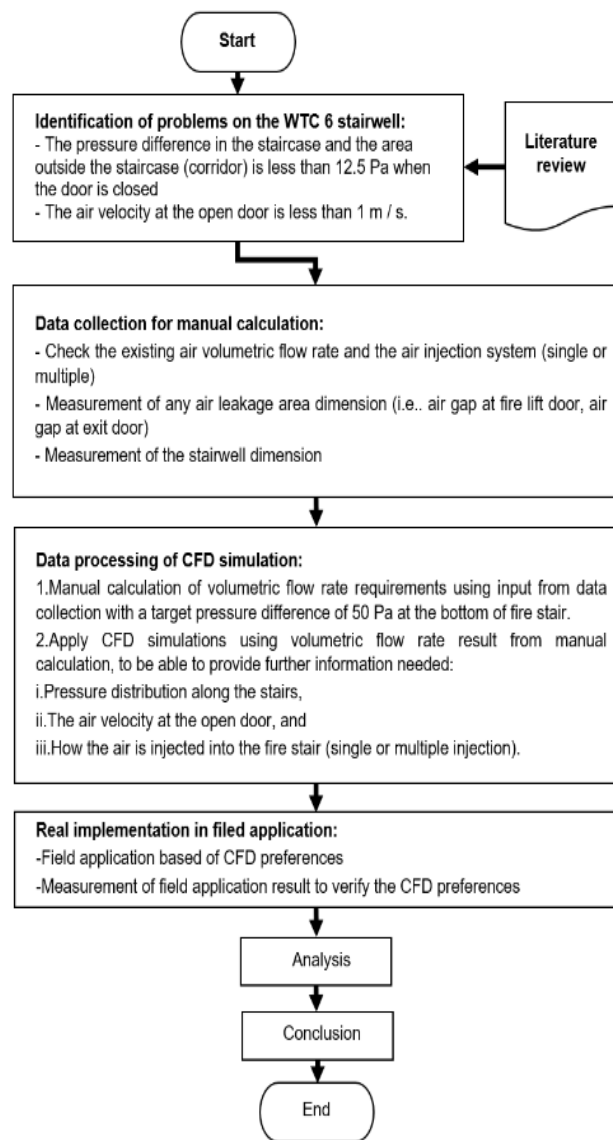 Start
Identification of problems on the WTC 6 stairwell:
- The pressure difference in the staircase and the area
outside the staircase (corridor) is less than 12.5 Pa when
the door is closed
- The air velocity at the open door is less than 1 m / s.
Literature
review
Data collection for manual calculation:
- Check the existing air volumetric flow rate and the air injection system (single or
multiple)
- Measurement of any air leakage area dimension (i.e.. air gap at fire lift door, air
gap at exit door)
- Measurement of the stairwell dimension
Data processing of CFD simulation:
1.Manual calculation of volumetric flow rate requirements using input from data
collection with a target pressure difference of 50 Pa at the bottom of fire stair.
2.Apply CFD simulations using volumetric flow rate result from manual
calculation, to be able to provide further information needed:
i.Pressure distribution along the stairs,
ii.The air velocity at the open door, and
iii.How the air is injected into the fire stair (single or multiple injection).
Real implementation in filed application:
-Field application based of CFD preferences
-Measurement of field application result to verify the CFD preferences
Analysis
Conclusion
End